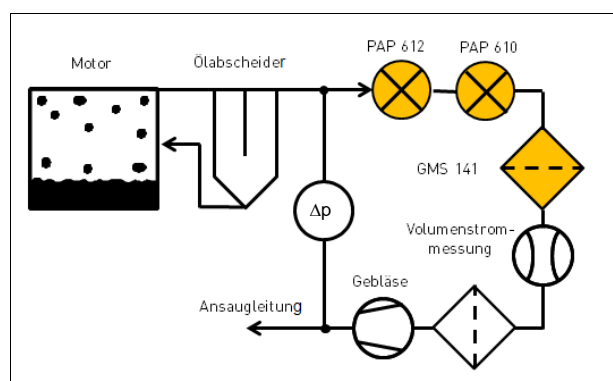 Motor
Ölabscheider
PAP 612
PAP 610
GMS 141
Δp
Volumenstrom-
messung
Gebläse
Ansaugleitung